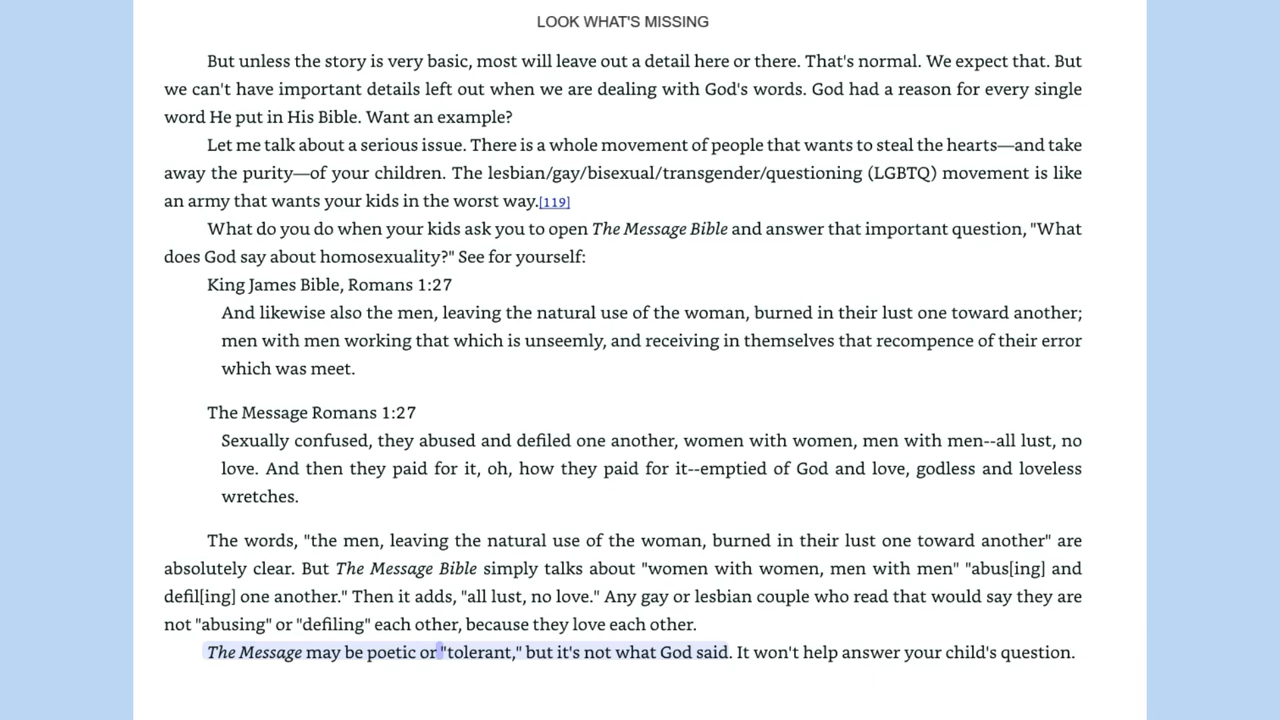 LOOK WHAT'S MISSING
But unless the story is very basic, most will leave out a detail here or there. That's normal. We expect that. But
we can't have important details left out when we are dealing with God's words. God had a reason for every single
word He put in His Bible. Want an example?
Let me talk about a serious issue. There is a whole movement of people that wants to steal the hearts—and take
away the purity—of your children. The lesbian/gay/bisexual/transgender/questioning (LGBTQ) movement is like
an army that wants your kids in the worst way.[119]
What do you do when your kids ask you to open The Message Bible and answer that important question, "What
does God say about homosexuality?" See for yourself:
King James Bible, Romans 1:27
And likewise also the men, leaving the natural use of the woman, burned in their lust one toward another;
men with men working that which is unseemly, and receiving in themselves that recompence of their error
which was meet.
The Message Romans 1:27
Sexually confused, they abused and defiled one another, women with women, men with men--all lust, no
love. And then they paid for it, oh, how they paid for it--emptied of God and love, godless and loveless
wretches.
The words, "the men, leaving the natural use of the woman, burned in their lust one toward another" are
absolutely clear. But The Message Bible simply talks about "women with women, men with men" "abus[ing] and
defil[ing] one another." Then it adds, "all lust, no love." Any gay or lesbian couple who read that would say they are
not "abusing" or "defiling" each other, because they love each other.
The Message may be poetic or "tolerant," but it's not what God said. It won't help answer your child's question.